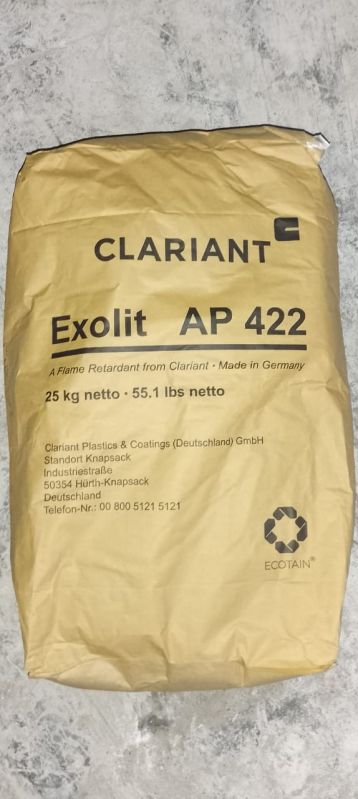 CLARIANT
Exolit AP 422
A Flame Retardant from Clariant · Made in Germany
25 kg netto · 55.1 lbs netto
Clariant Plastics & Coatings (Deutschland) GmbH
Standort Knapsack
Industriestraße
50354 Hürth-Knapsack
Deutschland
Telefon-Nr.: 00 800 5121 5121
ECOTAIN®